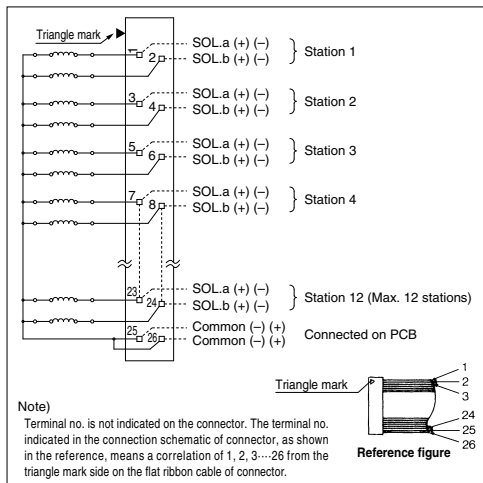 Triangle mark
1
2
SOL.a (+) (–)
SOL.b (+) (–)
Station 1
3
4
SOL.a (+) (–)
SOL.b (+) (–)
Station 2
5
6
SOL.a (+) (–)
SOL.b (+) (–)
Station 3
7
8
SOL.a (+) (–)
SOL.b (+) (–)
Station 4
23
24
SOL.a (+) (–)
SOL.b (+) (–)
Station 12 (Max. 12 stations)
25
26
Common (–) (+)
Common (–) (+)
Connected on PCB
Triangle mark
1
2
3
24
25
26
Reference figure
Note)
Terminal no. is not indicated on the connector. The terminal no.
indicated in the connection schematic of connector, as shown
in the reference, means a correlation of 1, 2, 3····26 from the
triangle mark side on the flat ribbon cable of connector.